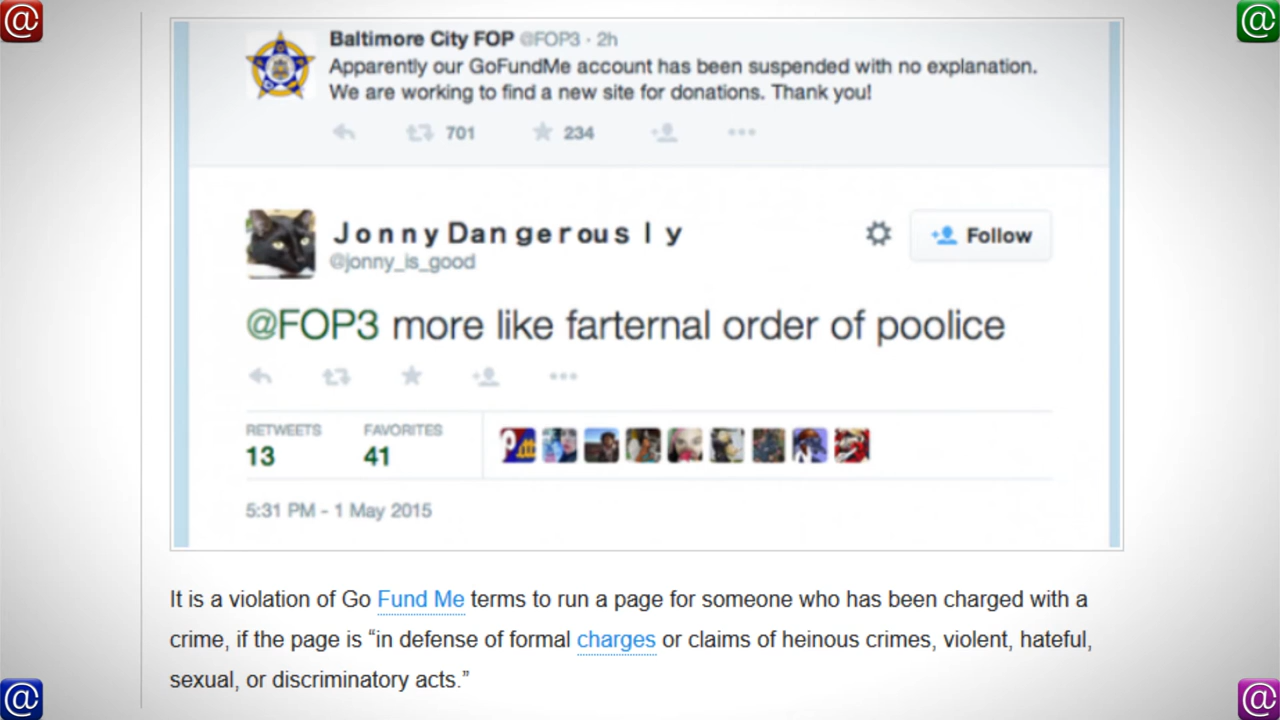 Baltimore City FOP @FOP3 · 2h
Apparently our GoFundMe account has been suspended with no explanation.
We are working to find a new site for donations. Thank you!
701 234
Jonny Dangerously
@jonny_is_good
Follow
@FOP3 more like farternal order of poolice
RETWEETS FAVORITES
13 41
5:31 PM - 1 May 2015
It is a violation of Go Fund Me terms to run a page for someone who has been charged with a
crime, if the page is “in defense of formal charges or claims of heinous crimes, violent, hateful,
sexual, or discriminatory acts.”
@
@
@
@